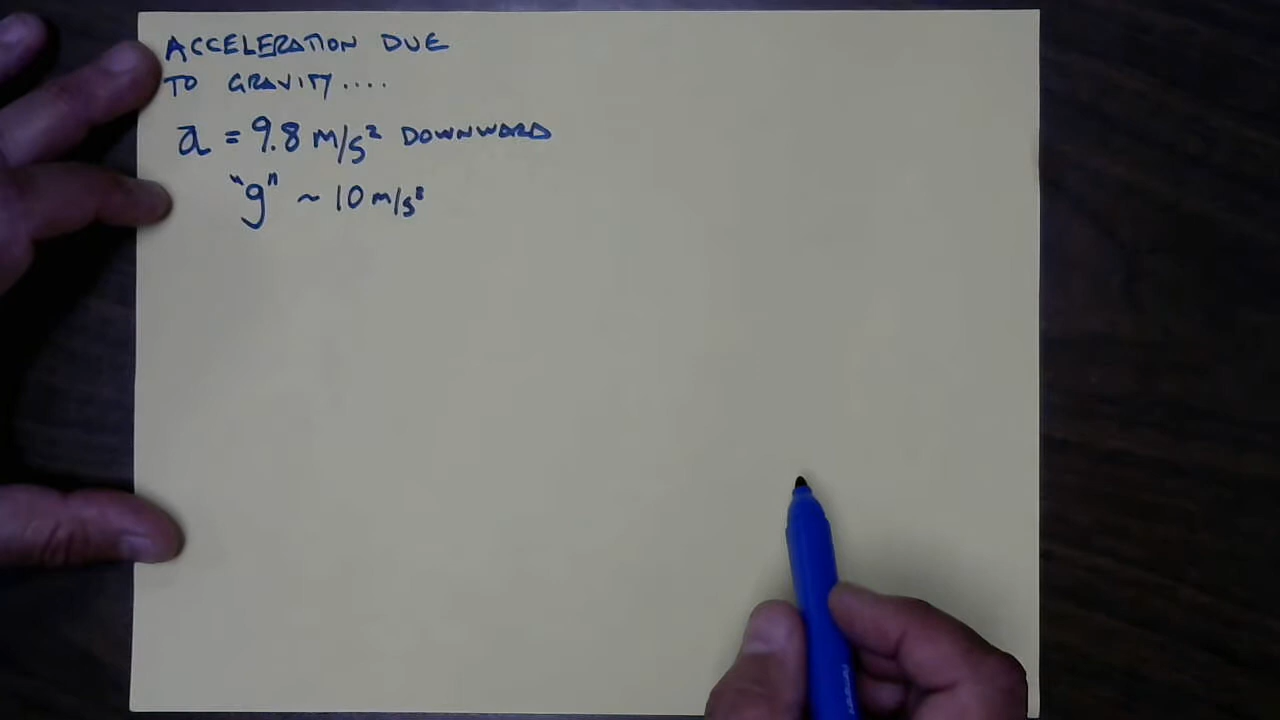 ACCELERATION DUE
TO GRAVITY....
a = 9.8 m/s² DOWNWARD
"g" ~ 10 m/s²